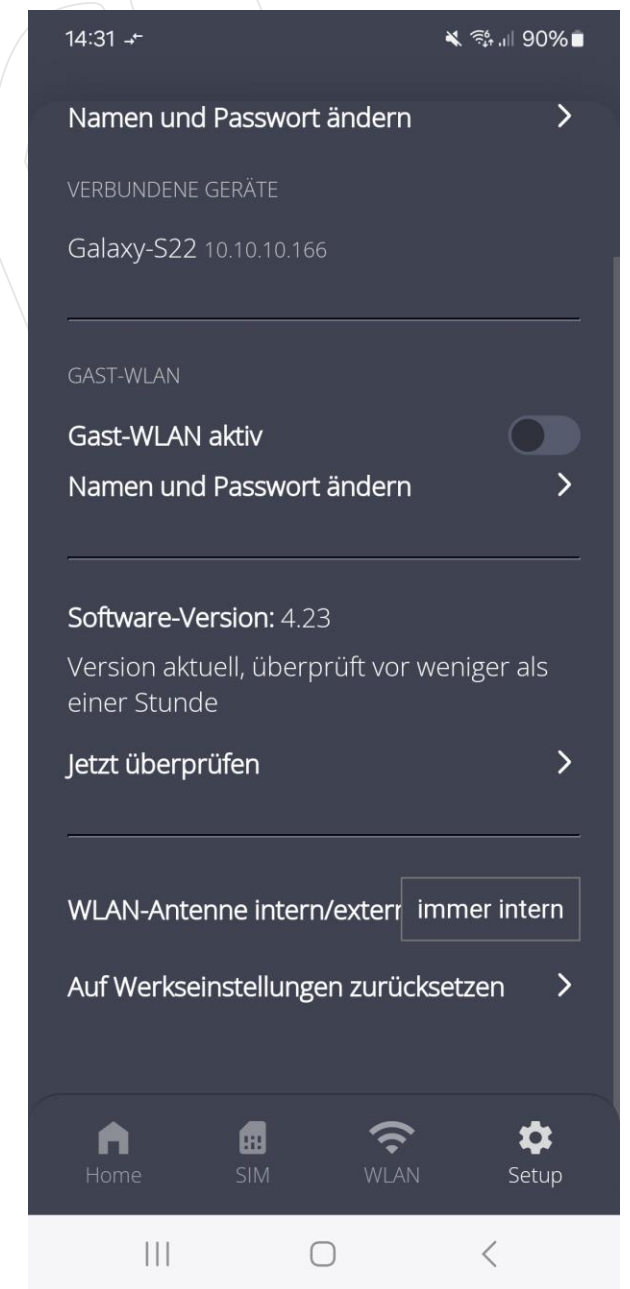 14:31 90%
Namen und Passwort ändern
VERBUNDENE GERÄTE
Galaxy-S22 10.10.10.166
GAST-WLAN
Gast-WLAN aktiv
Namen und Passwort ändern
Software-Version: 4.23
Version aktuell, überprüft vor weniger als
einer Stunde
Jetzt überprüfen
WLAN-Antenne intern/extern immer intern
Auf Werkseinstellungen zurücksetzen
Home SIM WLAN Setup